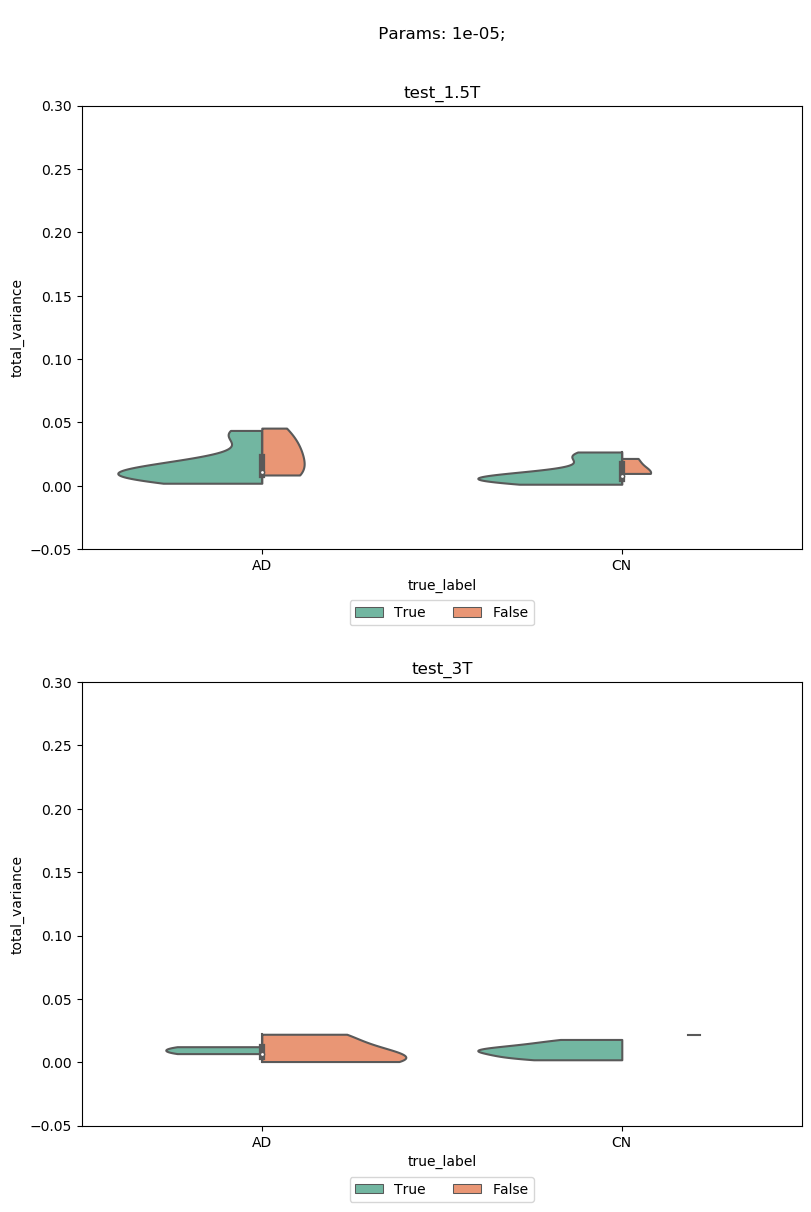 Params: 1e-05;
test_1.5T
0.30
0.25
0.20
0.15
0.10
0.05
0.00
−0.05
total_variance
AD CN
true_label
True False
test_3T
0.30
0.25
0.20
0.15
0.10
0.05
0.00
−0.05
total_variance
AD CN
true_label
True False